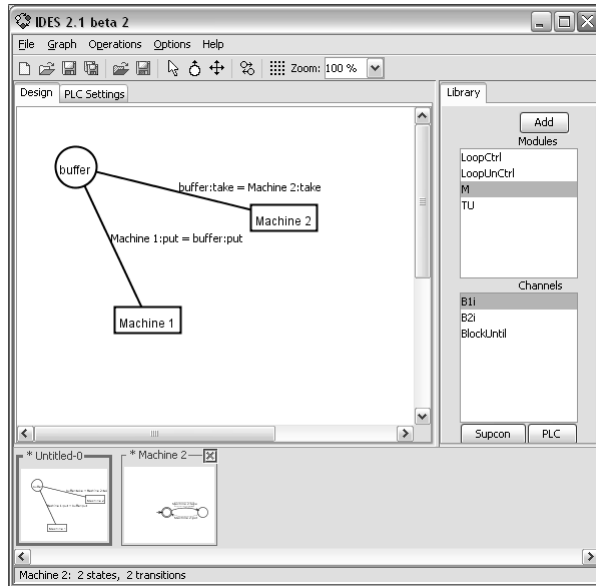 IDES 2.1 beta 2
File Graph Operations Options Help
Zoom: 100 %
Design PLC Settings
Library
Add
Modules
LoopCtrl
LoopUnCtrl
M
TU
Channels
B1i
B2i
BlockUntil
Supcon PLC
buffer
buffer:take = Machine 2:take
Machine 2
Machine 1:put = buffer:put
Machine 1
* Untitled-0
* Machine 2
Machine 2: 2 states, 2 transitions